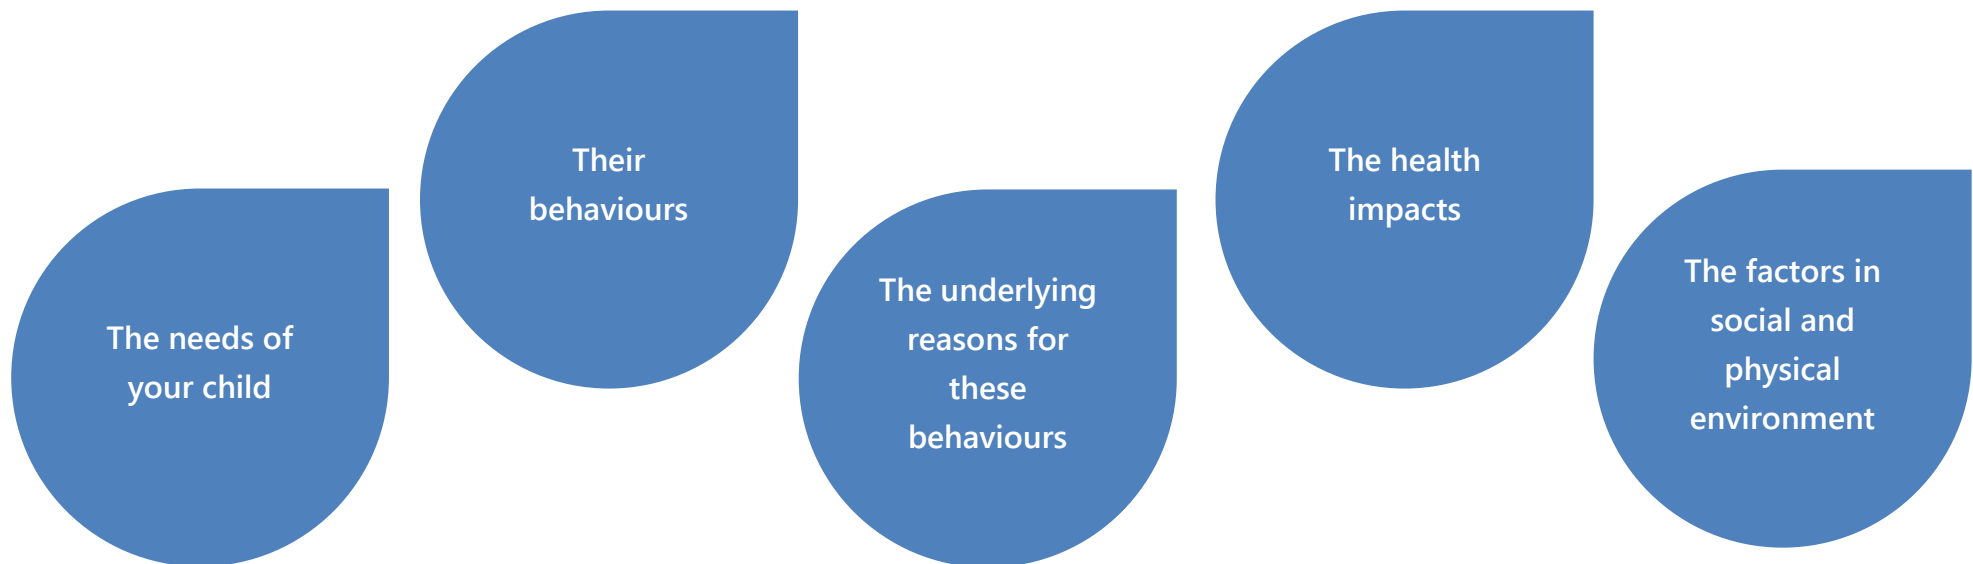 The needs of
your child
Their
behaviours
The underlying
reasons for
these
behaviours
The health
impacts
The factors in
social and
physical
environment